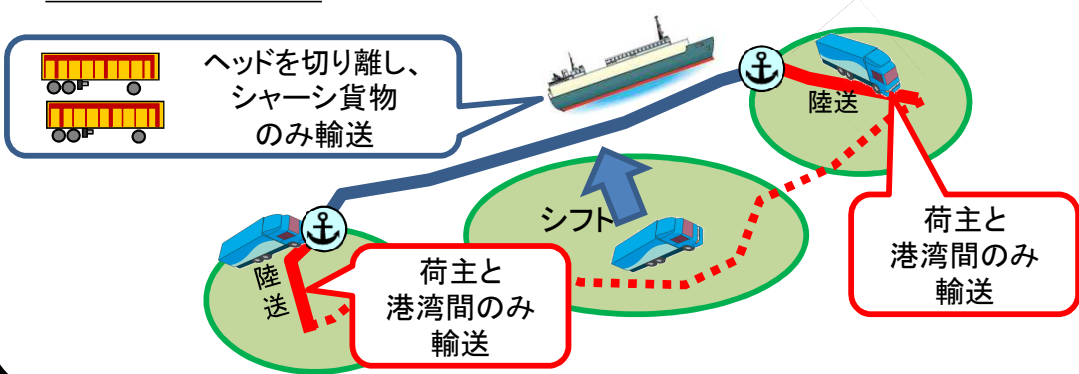 ヘッドを切り離し、
シャーシ貨物
のみ輸送
陸送
シフト
荷主と
港湾間のみ
輸送
陸送
荷主と
港湾間のみ
輸送